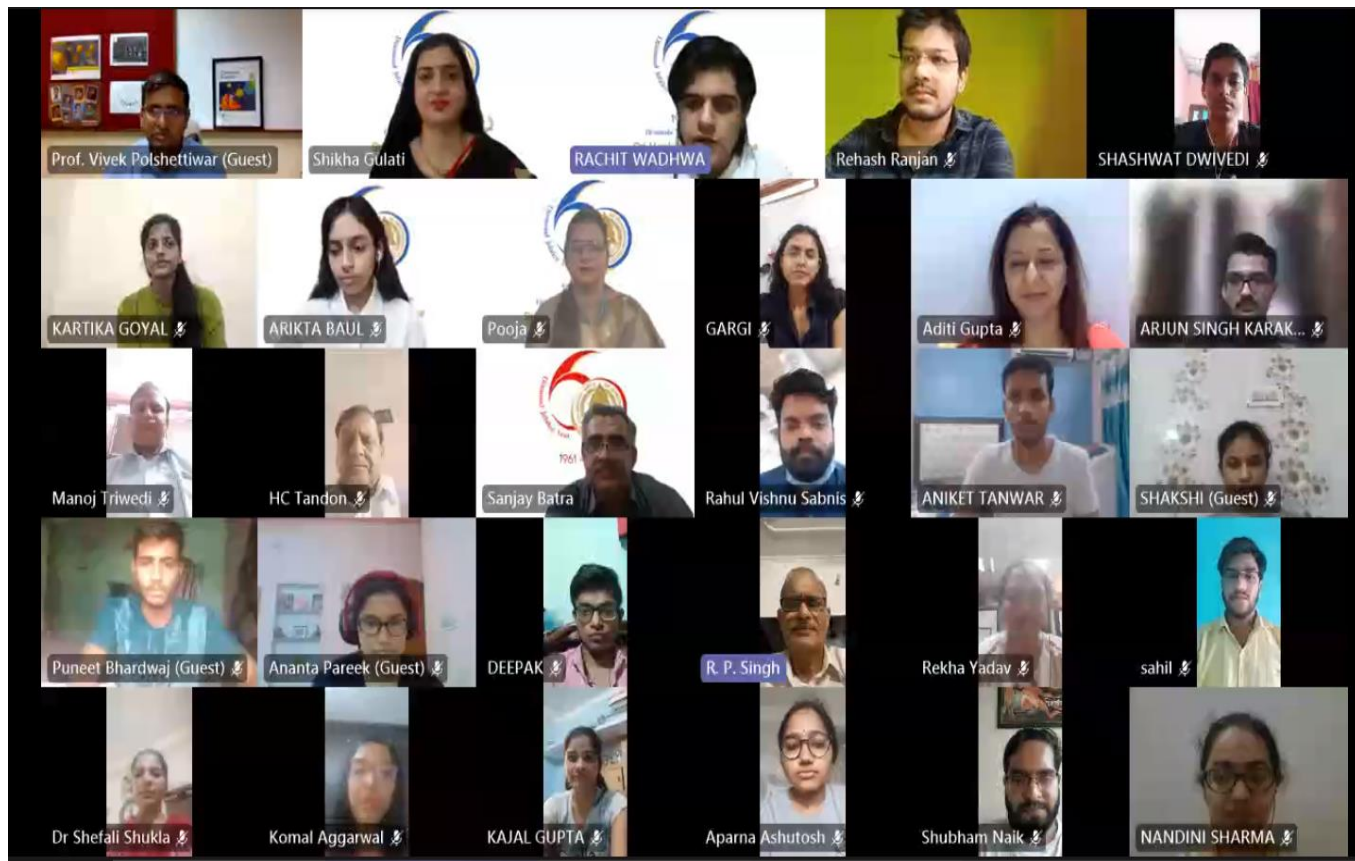 Prof. Vivek Polshettiwar (Guest)
Shikha Gulati
RACHIT WADHWA
Rehash Ranjan
SHASHWAT DWIVEDI
KARTIKA GOYAL
ARIKTA BAUL
Pooja
GARGI
Aditi Gupta
ARJUN SINGH KARAK...
Manoj Triwedi
HC Tandon
1961 -
Sanjay Batra
Rahul Vishnu Sabnis
ANIKET TANWAR
SHAKSHI (Guest)
Puneet Bhardwaj (Guest)
Ananta Pareek (Guest)
DEEPAK
R. P. Singh
Rekha Yadav
sahil
Dr Shefali Shukla
Komal Aggarwal
KAJAL GUPTA
Aparna Ashutosh
Shubham Naik
NANDINI SHARMA